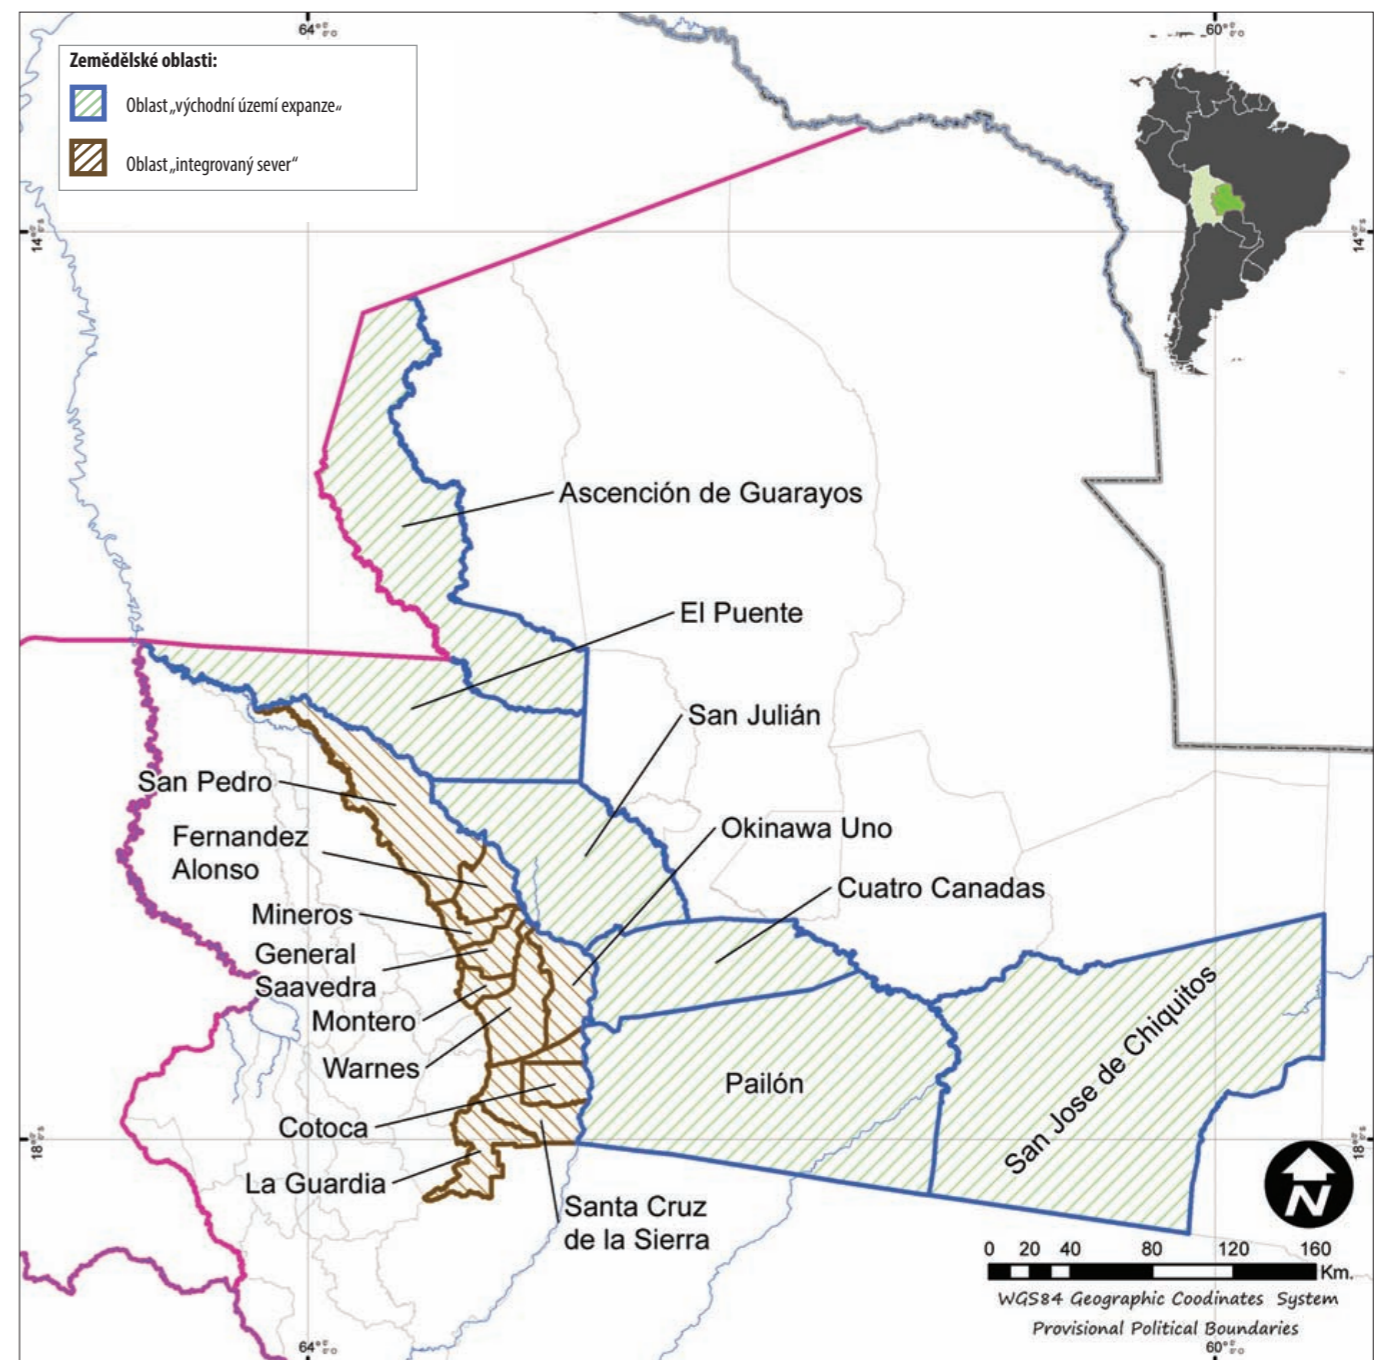 64°
60°
Zemědělské oblasti:
Oblast „východní území expanze“
Oblast „integrovaný sever“
14°
14°
Ascención de Guarayos
El Puente
San Julián
San Pedro
Okinawa Uno
Fernandez
Alonso
Cuatro Canadas
Mineros
General
Saavedra
Montero
Warnes
Pailón
San Jose de Chiquitos
Cotoca
18°
18°
La Guardia
Santa Cruz
de la Sierra
N
0 20 40 80 120 160
Km.
WGS84 Geographic Coodinates System
Provisional Political Boundaries
64°
60°